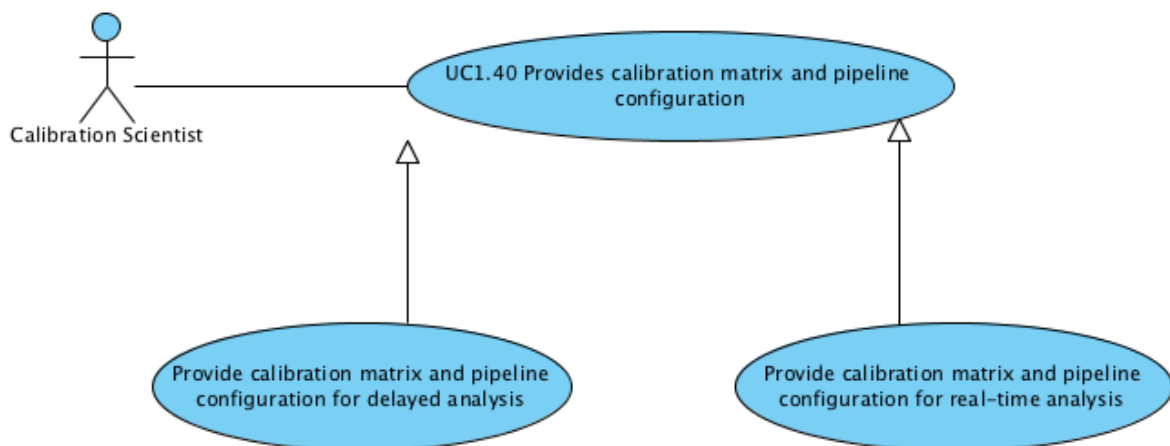 UC1.40 Provides calibration matrix and pipeline
configuration
Calibration Scientist
Provide calibration matrix and pipeline
configuration for delayed analysis
Provide calibration matrix and pipeline
configuration for real-time analysis